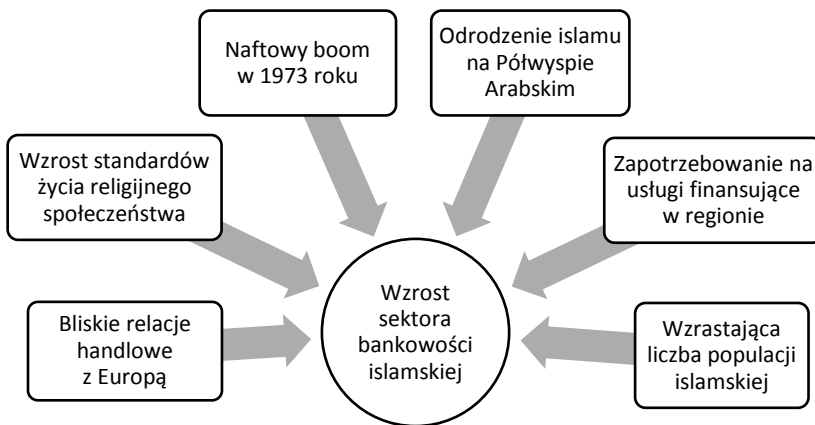 Naftowy boom
w 1973 roku
Odrodzenie islamu
na Półwyspie
Arabskim
Wzrost standardów
życia religijnego
społeczeństwa
Zapotrzebowanie na
usługi finansujące
w regionie
Bliskie relacje
handlowe
z Europą
Wzrost
sektora
bankowości
islamskiej
Wzrastająca
liczba populacji
islamskiej